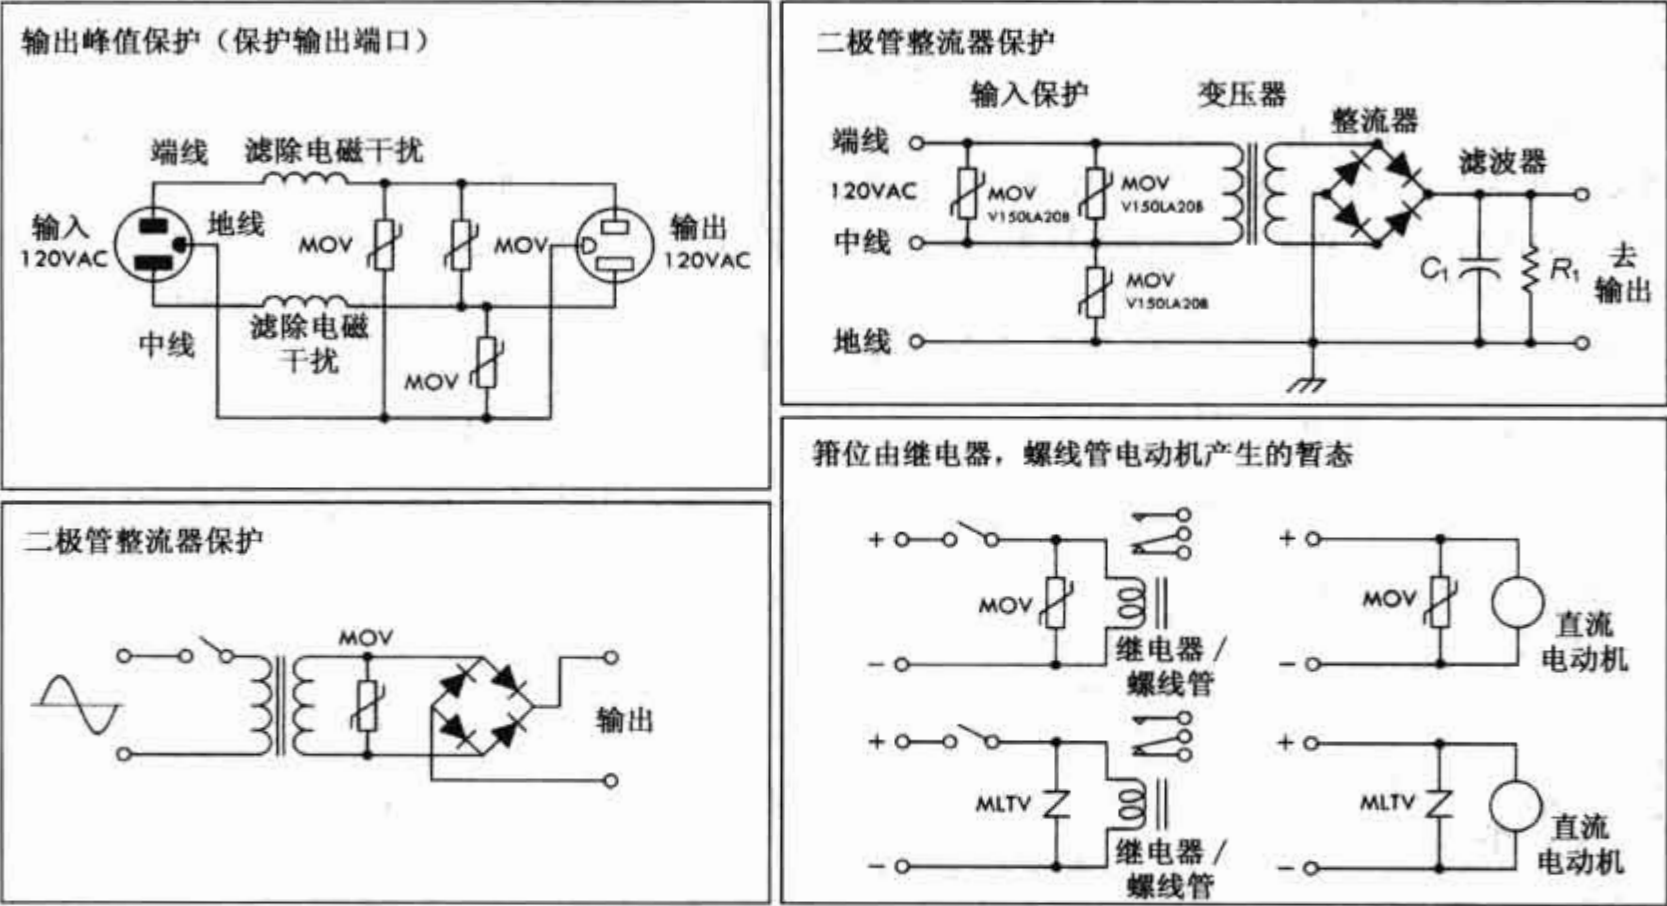 输出峰值保护（保护输出端口）
端线 滤除电磁干扰
输入
120VAC
地线
MOV
MOV
输出
120VAC
中线
滤除电磁
干扰
MOV
二极管整流器保护
输入保护
变压器
整流器
滤波器
端线
120VAC
中线
地线
MOV
V150LA20B
MOV
V150LA20B
MOV
V150LA20B
C1
R1
去
输出
二极管整流器保护
MOV
输出
箝位由继电器，螺线管电动机产生的暂态
+
MOV
-
继电器/
螺线管
+
MOV
-
直流
电动机
+
MLTV
-
继电器/
螺线管
+
MLTV
-
直流
电动机